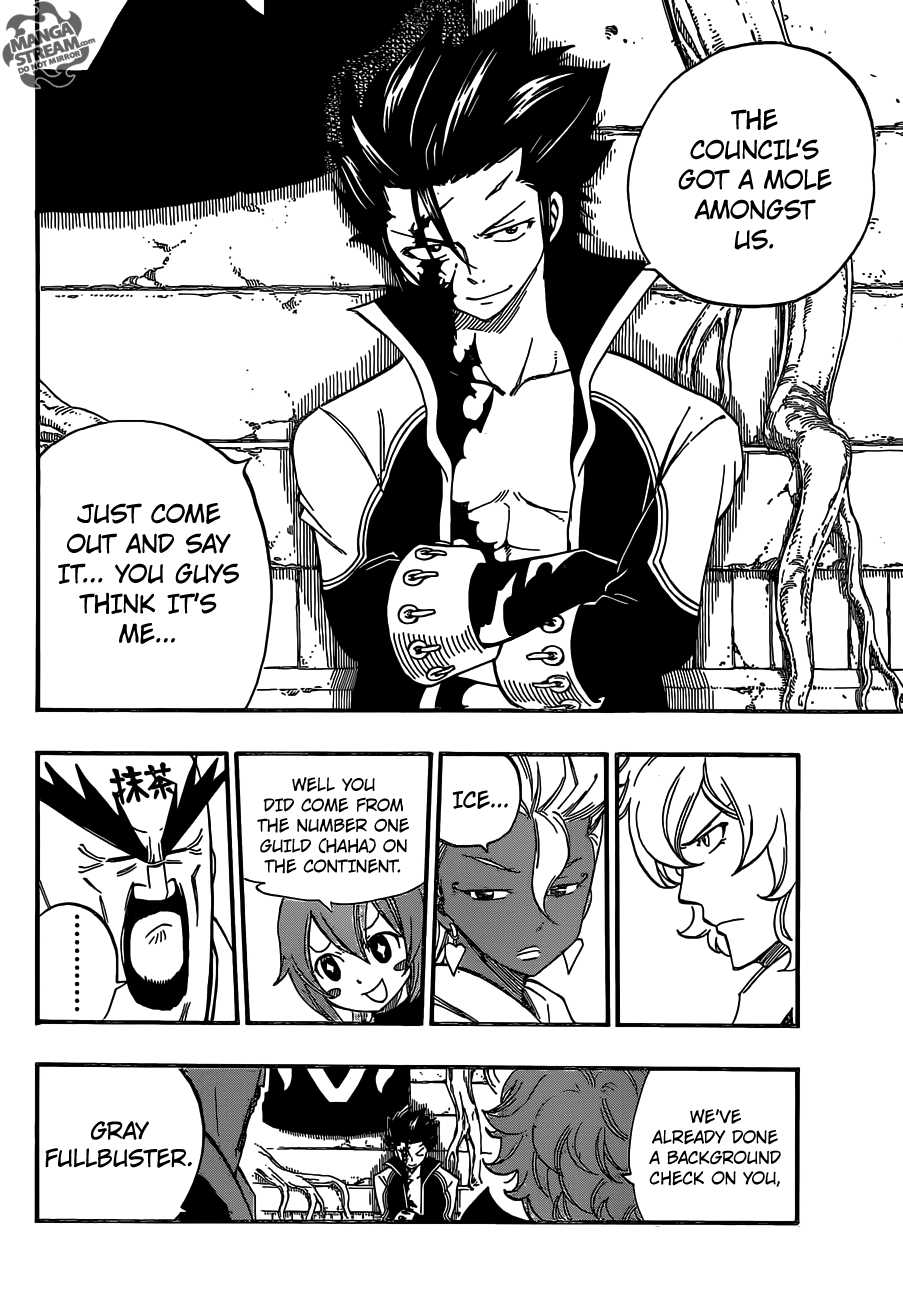 MANGA
STREAM.com
DO NOT MIRROR
THE
COUNCIL'S
GOT A MOLE
AMONGST
US.
JUST COME
OUT AND SAY
IT... YOU GUYS
THINK IT'S
ME...
ICE...
WELL YOU
DID COME FROM
THE NUMBER ONE
GUILD (HAHA) ON
THE CONTINENT.
抹茶
.........
WE'VE
ALREADY DONE
A BACKGROUND
CHECK ON YOU,
GRAY
FULLBUSTER.